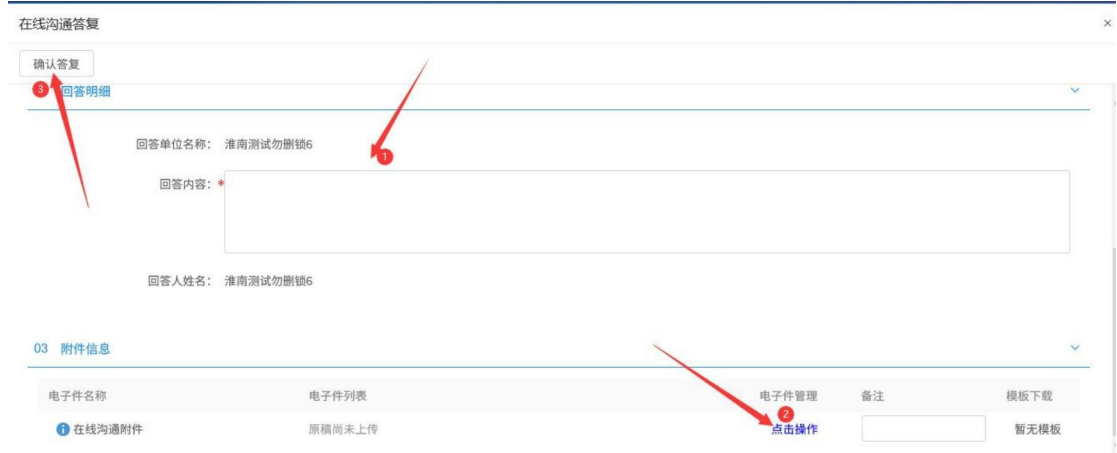 在线沟通答复 ×
确认答复
3 回答明细
回答单位名称： 淮南测试勿删锁6
1
回答内容：*
回答人姓名： 淮南测试勿删锁6
03 附件信息
电子件名称 电子件列表 电子件管理 备注 模板下载
2
在线沟通附件 原稿尚未上传 点击操作 暂无模板